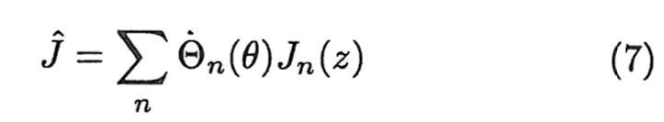 Ĵ = ∑ₙ Θ̇ₙ(θ)Jₙ(z) (7)